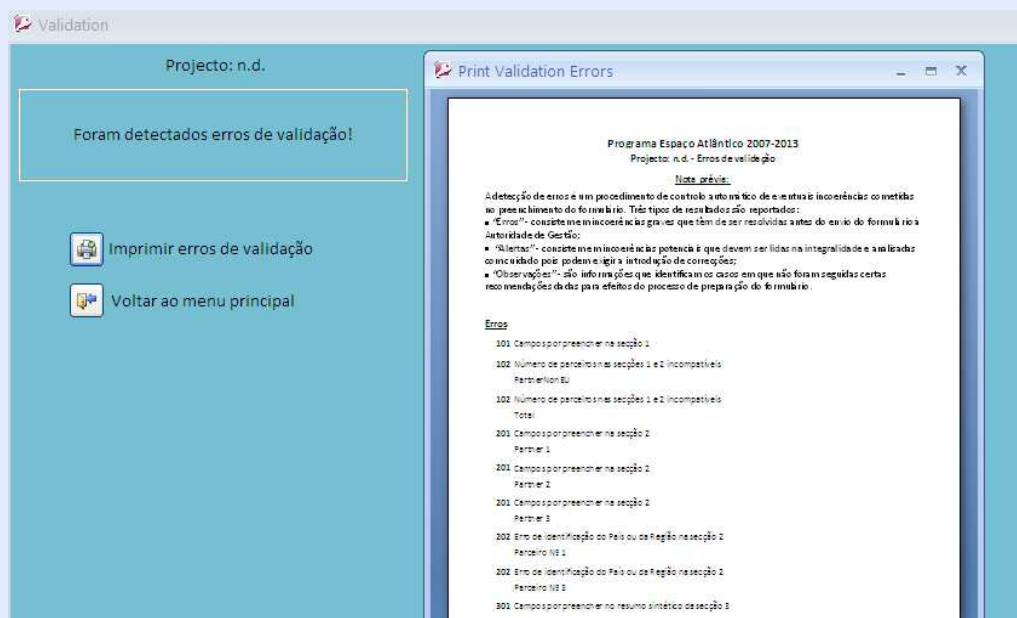 Validation
Projecto: n.d.
Foram detectados erros de validação!
Imprimir erros de validação
Voltar ao menu principal
Print Validation Errors
Programa Espaço Atlântico 2007-2013
Projecto: n.d. - Erros de validação
Nota prévia:
A detecção de erros é um procedimento de controlo automático de eventuais incoerências cometidas
no preenchimento do formulário. Três tipos de resultados são reportados:
• "Erros"- consistem em incoerências graves que têm de ser resolvidas antes do envio do formulário à
Autoridade de Gestão;
• "Alertas"- consistem em incoerências potenciais que devem ser lidas na integralidade e analisadas
com cuidado pois podem exigir a introdução de correcções;
• "Observações"- são informações que identificam os casos em que não foram seguidas certas
recomendações dadas para efeitos do processo de preparação do formulário.
Erros
101 Campos por preencher na secção 1
102 Número de parceiros nas secções 1 e 2 incompatíveis
PartnerNonEU
102 Número de parceiros nas secções 1 e 2 incompatíveis
Total
201 Campos por preencher na secção 2
Partner 1
201 Campos por preencher na secção 2
Partner 2
201 Campos por preencher na secção 2
Partner 3
202 Erro de identificação do País ou da Região na secção 2
Parceiro Nº 1
202 Erro de identificação do País ou da Região na secção 2
Parceiro Nº 3
301 Campos por preencher no resumo sintético da secção 3